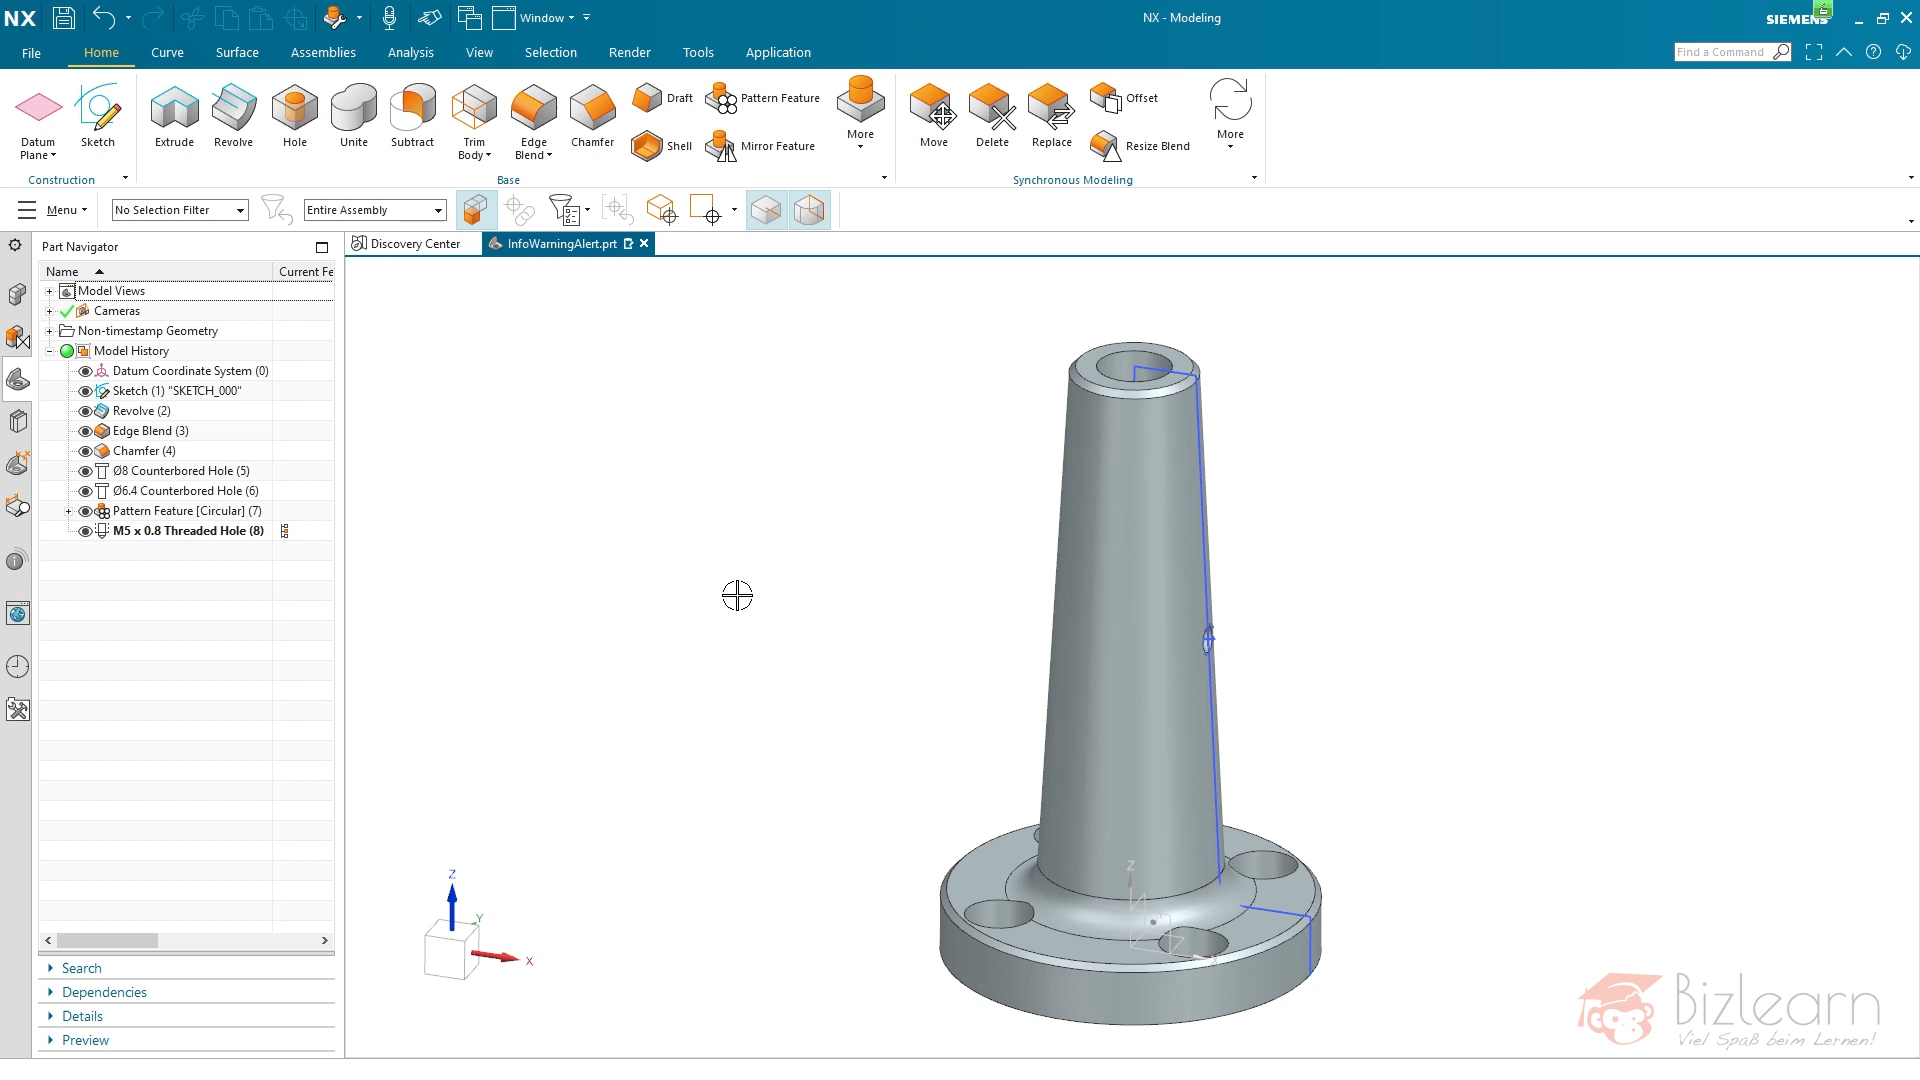 NX
Window
NX - Modeling
SIEMENS
File
Home
Curve
Surface
Assemblies
Analysis
View
Selection
Render
Tools
Application
Find a Command
Datum
Plane
Sketch
Extrude
Revolve
Hole
Unite
Subtract
Trim
Body
Edge
Blend
Chamfer
Draft
Shell
Pattern Feature
Mirror Feature
More
Move
Delete
Replace
Offset
Resize Blend
More
Construction
Base
Synchronous Modeling
Menu
No Selection Filter
Entire Assembly
Part Navigator
Discovery Center
InfoWarningAlert.prt
Name
Current Fe
Model Views
Cameras
Non-timestamp Geometry
Model History
Datum Coordinate System (0)
Sketch (1) "SKETCH_000"
Revolve (2)
Edge Blend (3)
Chamfer (4)
Ø8 Counterbored Hole (5)
Ø6.4 Counterbored Hole (6)
Pattern Feature [Circular] (7)
M5 x 0.8 Threaded Hole (8)
Search
Dependencies
Details
Preview
Z
Y
X
Z
X
Bizlearn
Viel Spaß beim Lernen!